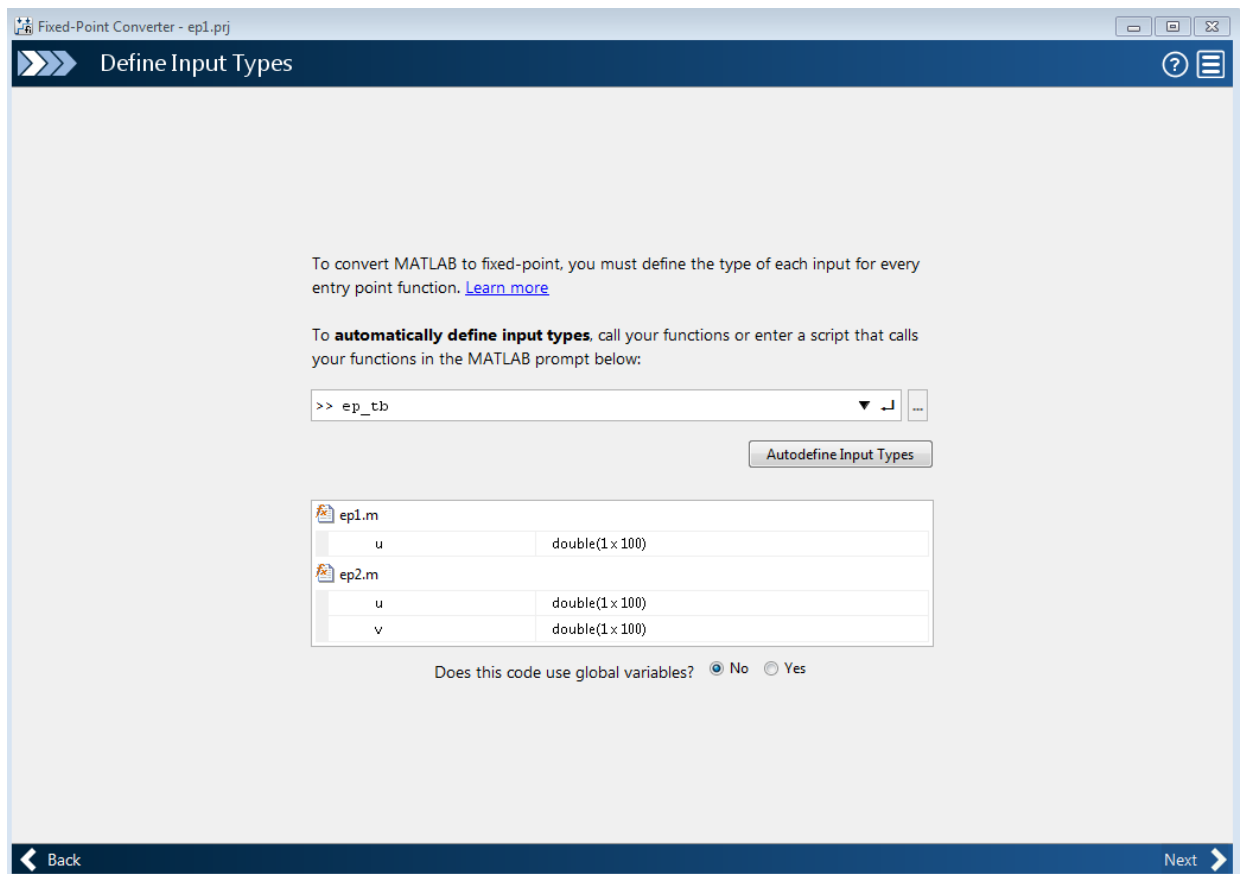 Fixed-Point Converter - ep1.prj
Define Input Types
To convert MATLAB to fixed-point, you must define the type of each input for every
entry point function. Learn more
To automatically define input types, call your functions or enter a script that calls
your functions in the MATLAB prompt below:
>> ep_tb
...
Autodefine Input Types
ep1.m
u double(1 x 100)
ep2.m
u double(1 x 100)
v double(1 x 100)
Does this code use global variables? No Yes
Back Next